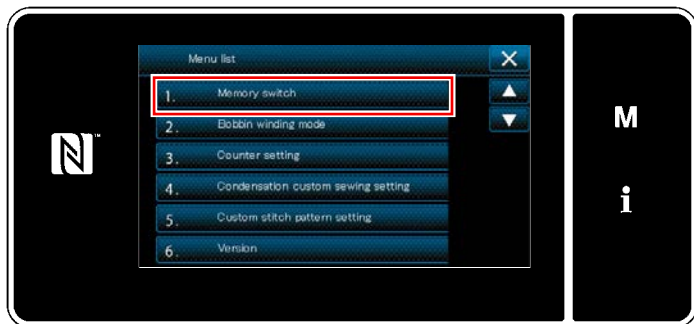 Menu list
1. Memory switch
2. Bobbin winding mode
3. Counter setting
4. Condensation custom sewing setting
5. Custom stitch pattern setting
6. Version
M
i